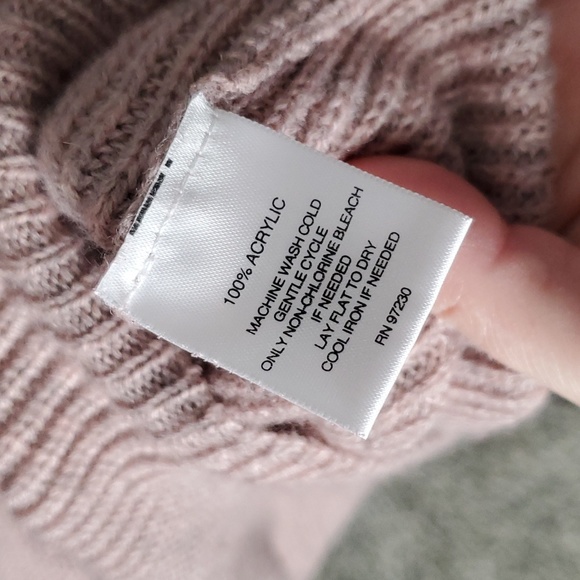 100% ACRYLIC
MACHINE WASH COLD
GENTLE CYCLE
ONLY NON-CHLORINE BLEACH
IF NEEDED
LAY FLAT TO DRY
COOL IRON IF NEEDED
RN 97230